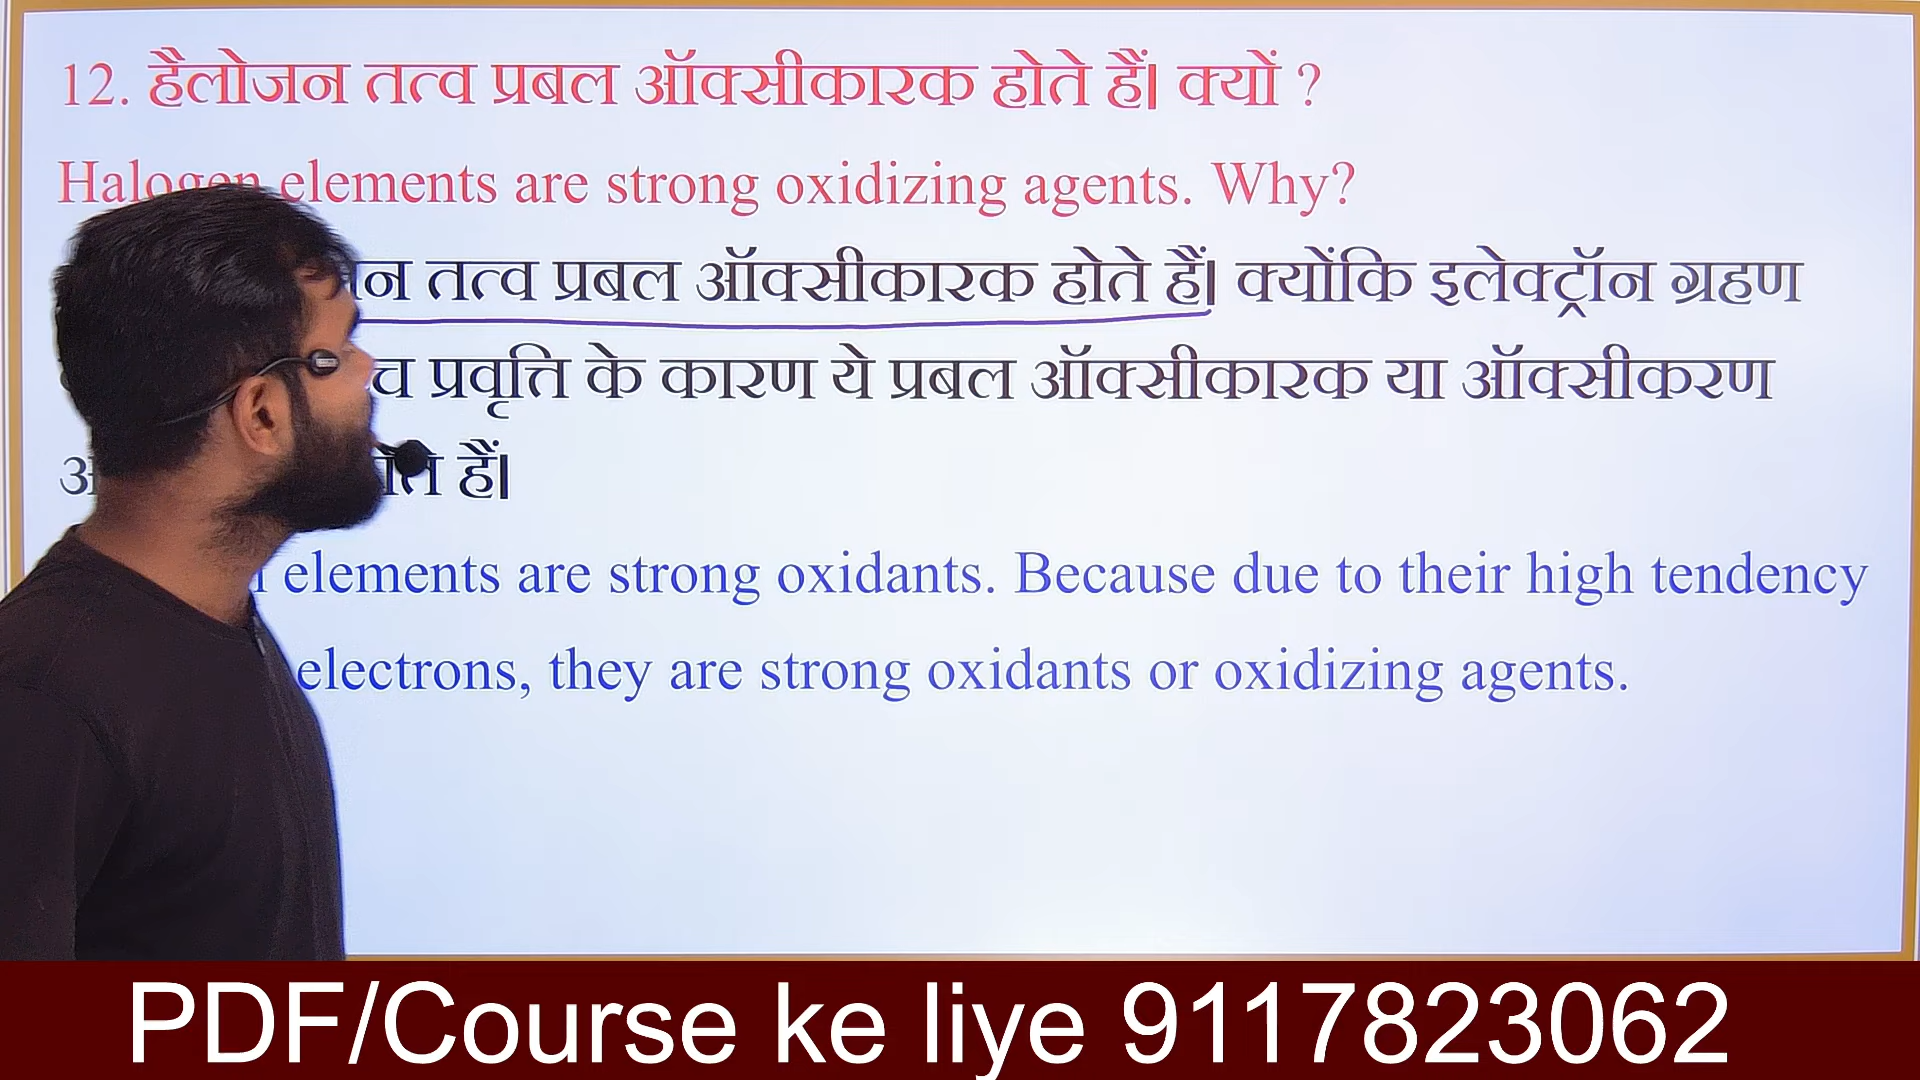 12. हैलोजन तत्व प्रबल ऑक्सीकारक होते हैं। क्यों ?
Halogen elements are strong oxidizing agents. Why?
तत्व प्रबल ऑक्सीकारक होते हैं। क्योंकि इलेक्ट्रॉन ग्रहण
प्रवृत्ति के कारण ये प्रबल ऑक्सीकारक या ऑक्सीकरण
हैं।
elements are strong oxidants. Because due to their high tendency
electrons, they are strong oxidants or oxidizing agents.
PDF/Course ke liye 9117823062